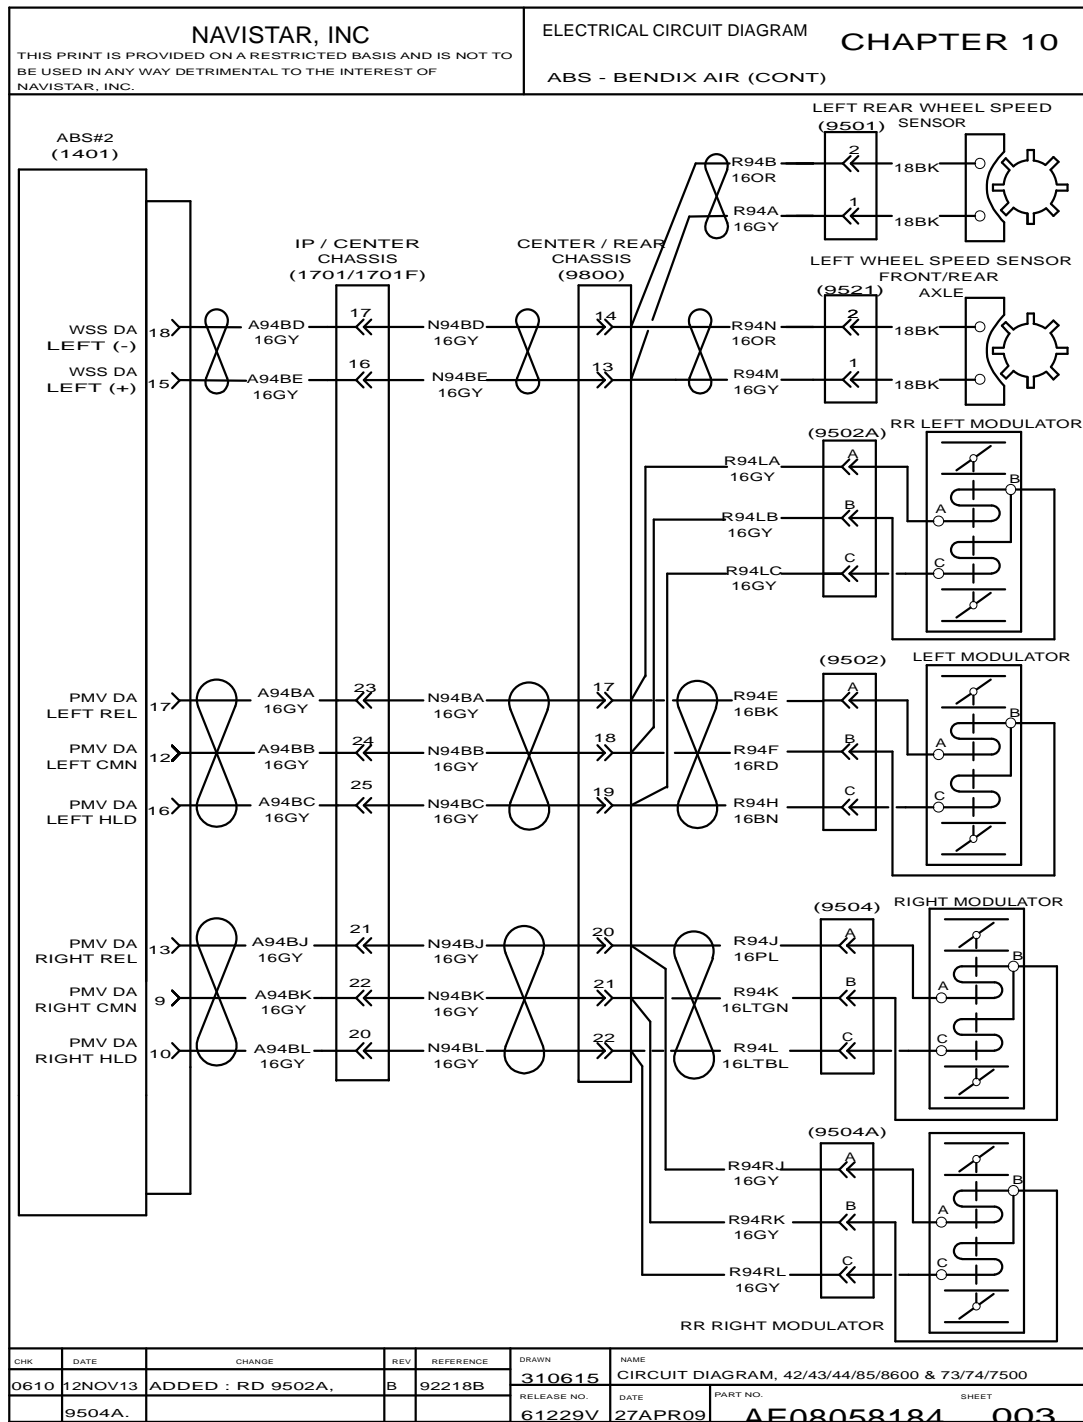 NAVISTAR, INC
THIS PRINT IS PROVIDED ON A RESTRICTED BASIS AND IS NOT TO
BE USED IN ANY WAY DETRIMENTAL TO THE INTEREST OF
NAVISTAR, INC.
ELECTRICAL CIRCUIT DIAGRAM
CHAPTER 10
ABS - BENDIX AIR (CONT)
ABS#2
(1401)
IP / CENTER
CHASSIS
(1701/1701F)
CENTER / REAR
CHASSIS
(9800)
LEFT REAR WHEEL SPEED
SENSOR
(9501)
R94B
16OR
2
18BK
R94A
16GY
1
18BK
LEFT WHEEL SPEED SENSOR
FRONT/REAR
AXLE
(9521)
WSS DA
LEFT (-)
18
A94BD
16GY
17
N94BD
16GY
14
R94N
16OR
2
18BK
WSS DA
LEFT (+)
15
A94BE
16GY
16
N94BE
16GY
13
R94M
16GY
1
18BK
RR LEFT MODULATOR
(9502A)
R94LA
16GY
A
R94LB
16GY
B
R94LC
16GY
C
A
B
C
LEFT MODULATOR
(9502)
PMV DA
LEFT REL
17
A94BA
16GY
23
N94BA
16GY
17
R94E
16BK
A
PMV DA
LEFT CMN
12
A94BB
16GY
24
N94BB
16GY
18
R94F
16RD
B
PMV DA
LEFT HLD
16
A94BC
16GY
25
N94BC
16GY
19
R94H
16BN
C
A
B
C
RIGHT MODULATOR
(9504)
PMV DA
RIGHT REL
13
A94BJ
16GY
21
N94BJ
16GY
20
R94J
16PL
A
PMV DA
RIGHT CMN
9
A94BK
16GY
22
N94BK
16GY
21
R94K
16LTGN
B
PMV DA
RIGHT HLD
10
A94BL
16GY
20
N94BL
16GY
22
R94L
16LTBL
C
A
B
C
(9504A)
R94RJ
16GY
A
R94RK
16GY
B
R94RL
16GY
C
A
B
C
RR RIGHT MODULATOR
CHK DATE CHANGE REV REFERENCE
0610 12NOV13 ADDED : RD 9502A, B 92218B
9504A.
DRAWN
310615
NAME
CIRCUIT DIAGRAM, 42/43/44/85/8600 & 73/74/7500
RELEASE NO.
61229V
DATE
27APR09
PART NO.
AE08058184
SHEET
003